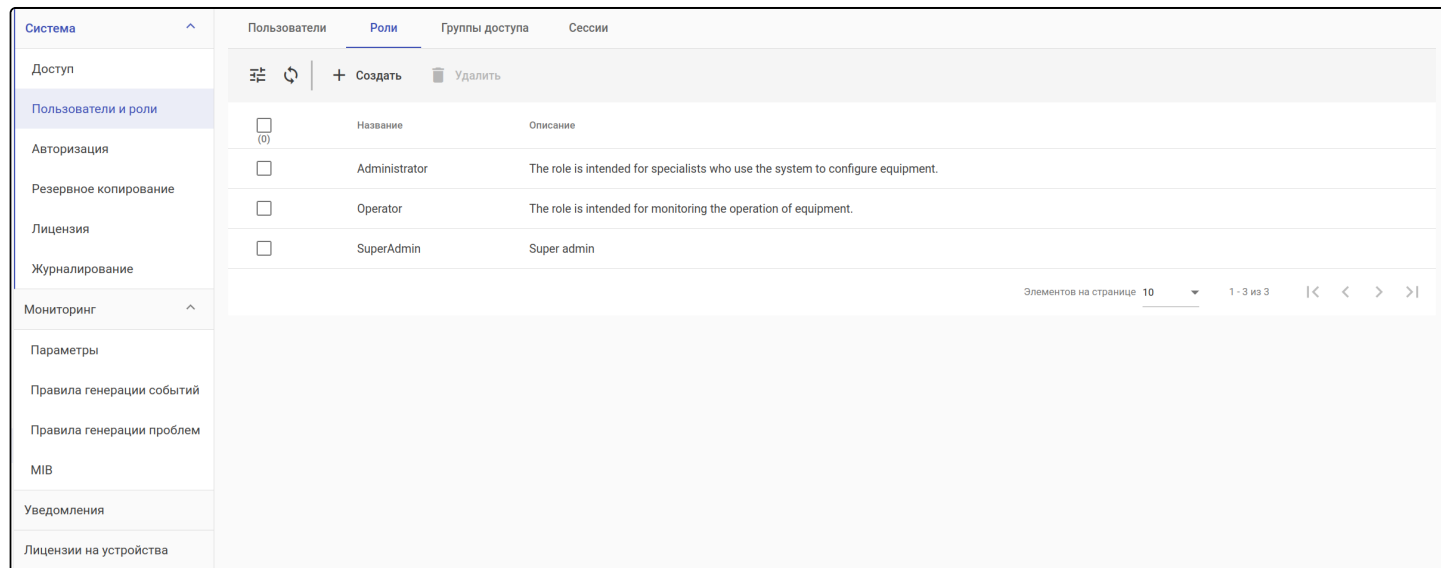 Система
Доступ
Пользователи и роли
Авторизация
Резервное копирование
Лицензия
Журналирование
Мониторинг
Параметры
Правила генерации событий
Правила генерации проблем
MIB
Уведомления
Лицензии на устройства
Пользователи Роли Группы доступа Сессии
Создать Удалить
(0) Название Описание
Administrator The role is intended for specialists who use the system to configure equipment.
Operator The role is intended for monitoring the operation of equipment.
SuperAdmin Super admin
Элементов на странице 10 1 - 3 из 3